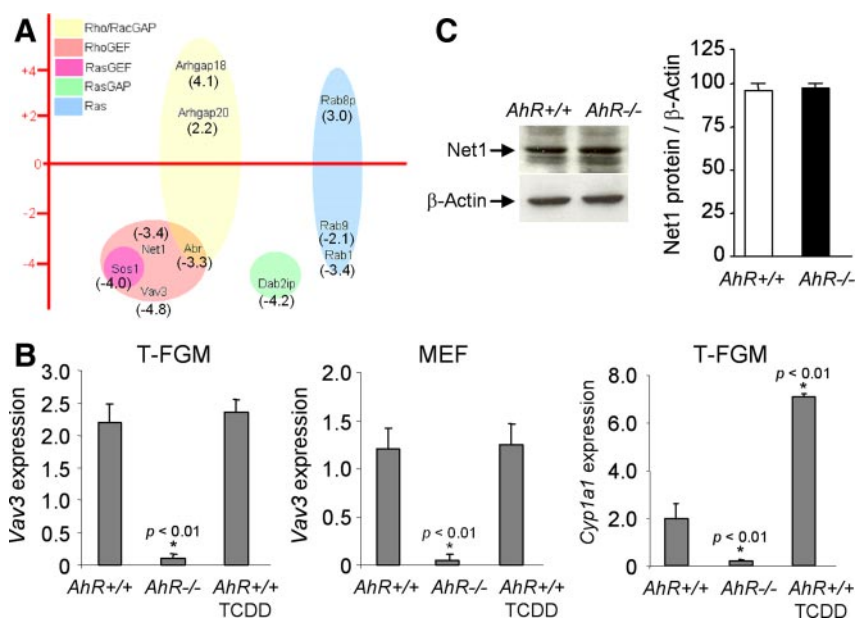 A
Rho/RacGAP
RhoGEF
RasGEF
RasGAP
Ras
+4
+2
0
-2
-4
Arhgap18
(4.1)
Arhgap20
(2.2)
Rab8p
(3.0)
(-3.4)
Net1
Abr
(-3.3)
Sos1
(-4.0)
Vav3
(-4.8)
Dab2ip
(-4.2)
Rab9
(-2.1)
Rab1
(-3.4)
C
AhR+/+ AhR-/-
Net1
β-Actin
Net1 protein / β-Actin
125
100
75
50
25
0
AhR+/+ AhR-/-
B
T-FGM
Vav3 expression
3.0
2.5
2.0
1.5
1.0
0.5
0
p < 0.01
*
AhR+/+ AhR-/- AhR+/+
TCDD
MEF
Vav3 expression
2.0
1.5
1.0
0.5
0
p < 0.01
*
AhR+/+ AhR-/- AhR+/+
TCDD
T-FGM
Cyp1a1 expression
8.0
6.0
4.0
2.0
0
p < 0.01
*
p < 0.01
*
AhR+/+ AhR-/- AhR+/+
TCDD